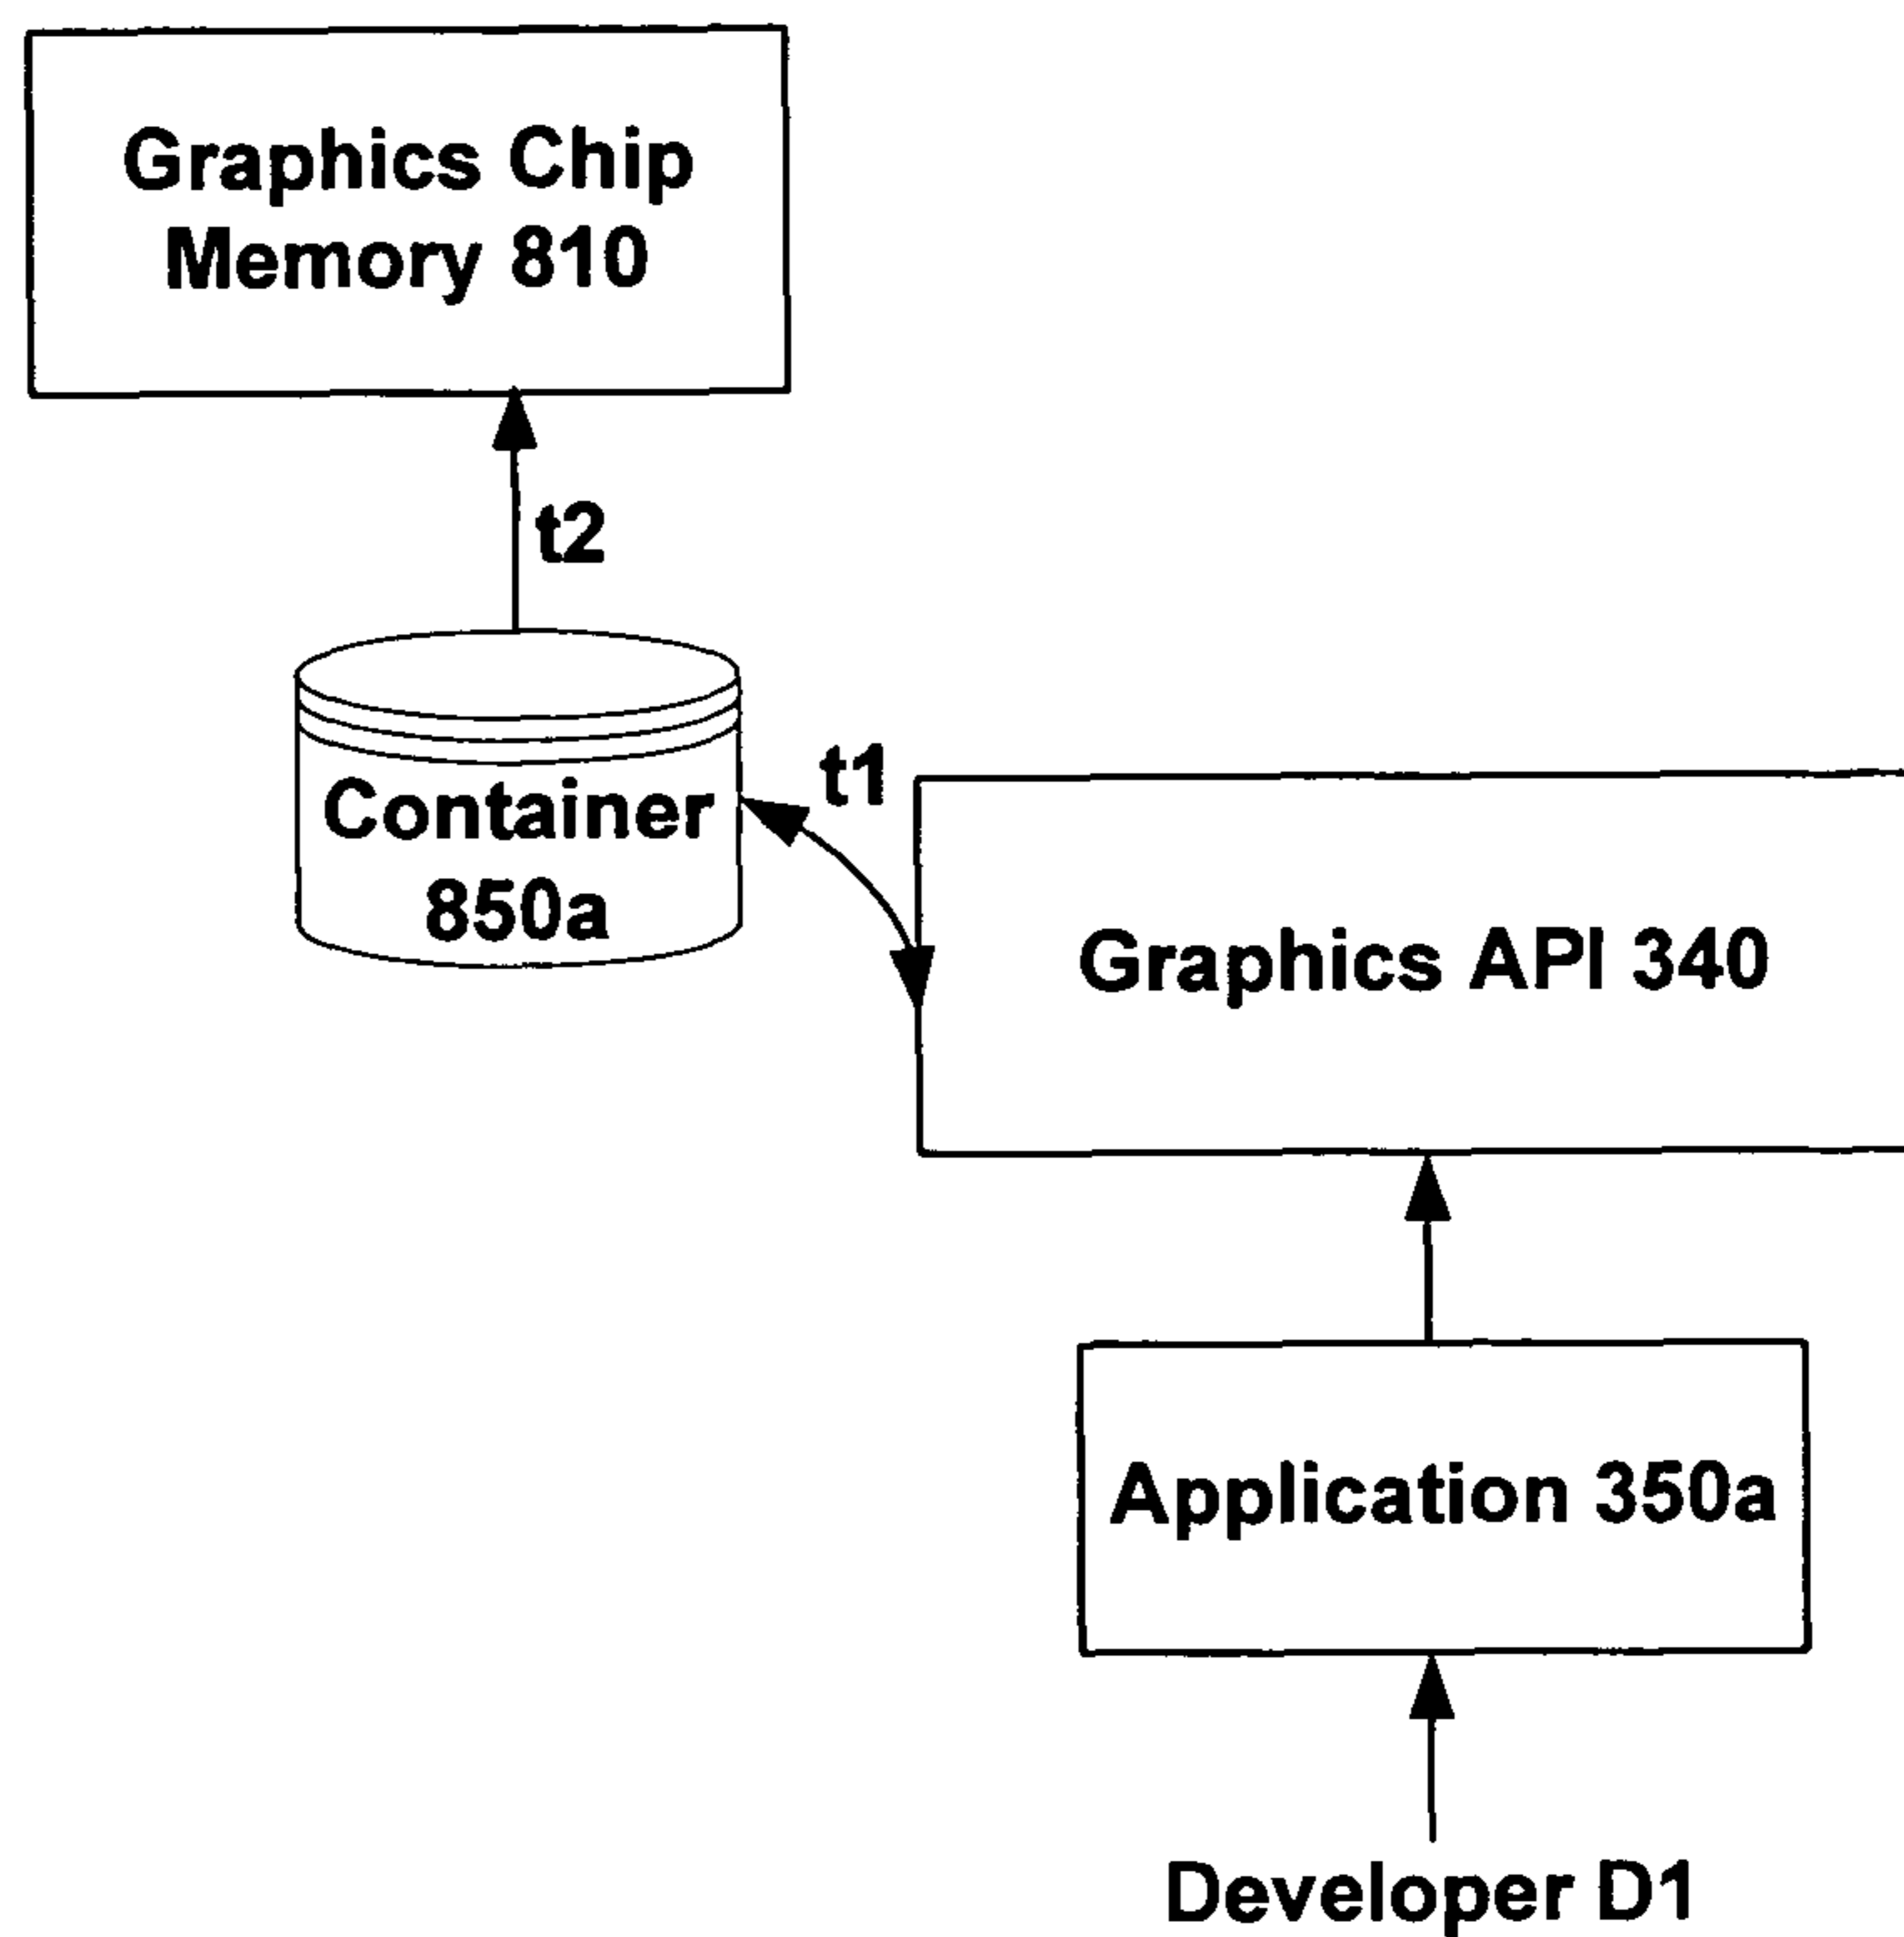 Graphics Chip
Memory 810
t2
Container
850a
t1
Graphics API 340
Application 350a
Developer D1